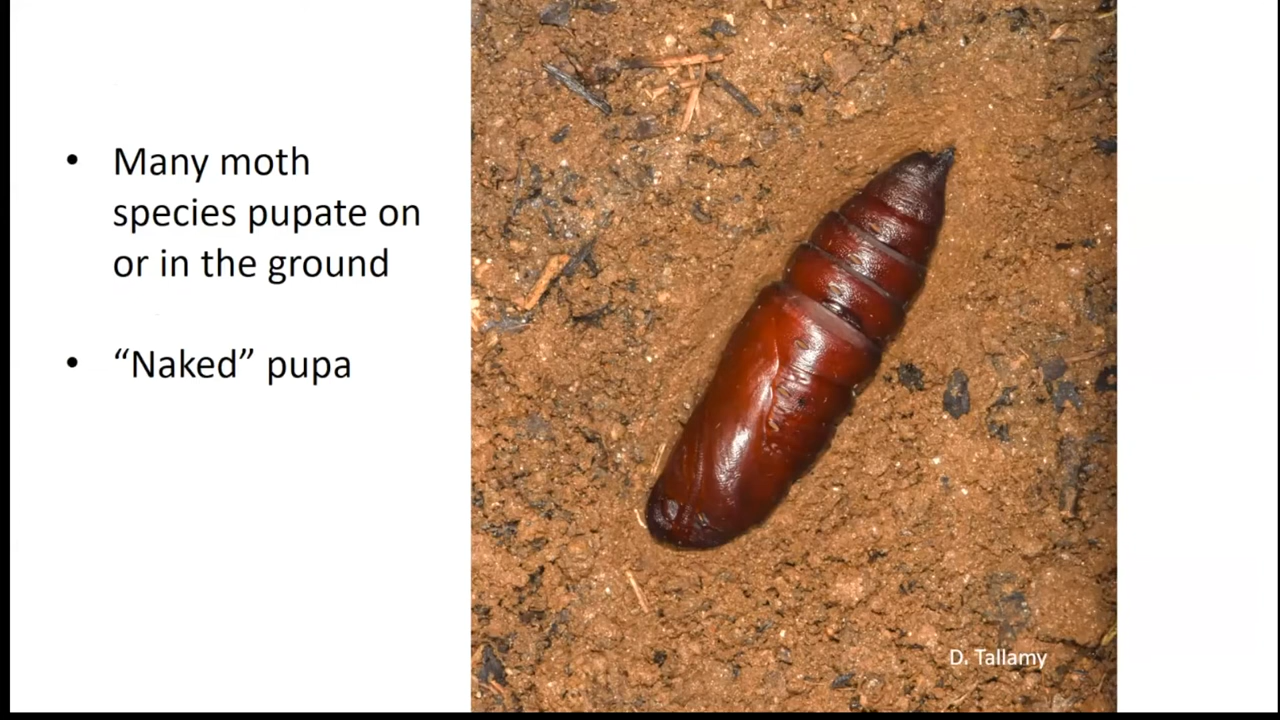 • Many moth
species pupate on
or in the ground
• “Naked” pupa
D. Tallamy